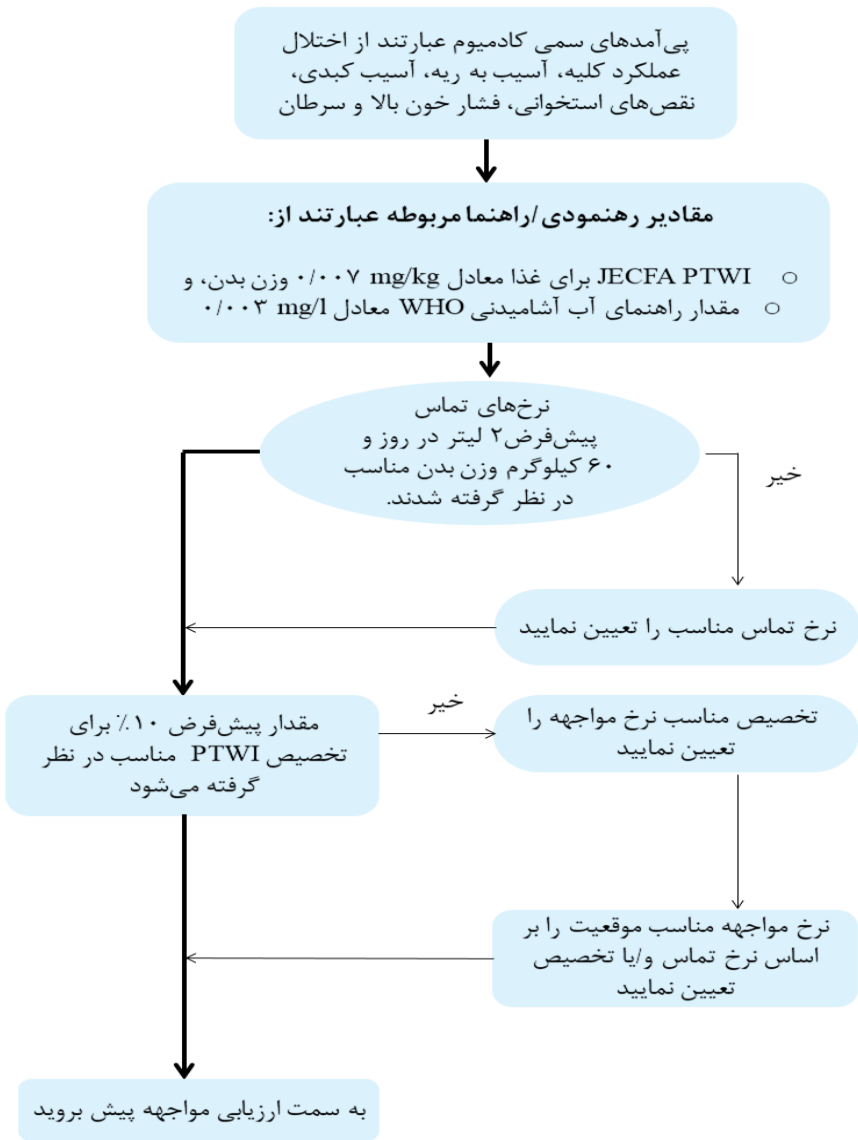 پی‌آمدهای سمی کادمیوم عبارتند از اختلال
عملکرد کلیه، آسیب به ریه، آسیب کبدی،
نقص‌های استخوانی، فشار خون بالا و سرطان
مقادیر رهنمودی/راهنما مربوطه عبارتند از:
○ JECFA PTWI برای غذا معادل ۰/۰۰۷ mg/kg وزن بدن، و
○ مقدار راهنمای آب آشامیدنی WHO معادل ۰/۰۰۳ mg/l
نرخ‌های تماس
پیش‌فرض۲ لیتر در روز و
۶۰ کیلوگرم وزن بدن مناسب
در نظر گرفته شدند.
خیر
نرخ تماس مناسب را تعیین نمایید
مقدار پیش‌فرض ۱۰٪ برای
تخصیص PTWI مناسب در نظر
گرفته می‌شود
خیر
تخصیص مناسب نرخ مواجهه را
تعیین نمایید
نرخ مواجهه مناسب موقعیت را بر
اساس نرخ تماس و/یا تخصیص
تعیین نمایید
به سمت ارزیابی مواجهه پیش بروید